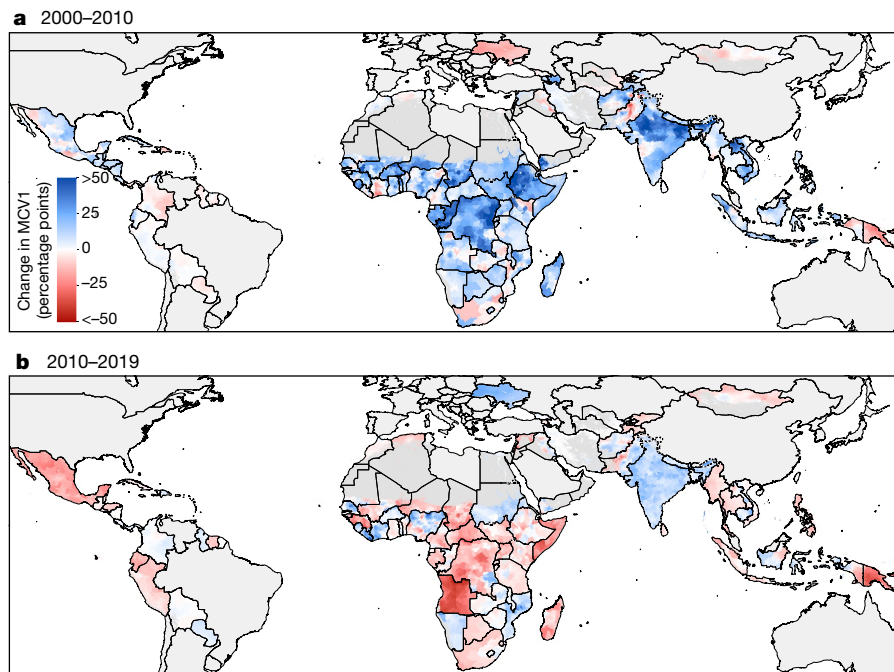 a 2000–2010
Change in MCV1
(percentage points)
>50
25
0
−25
<−50
b 2010–2019